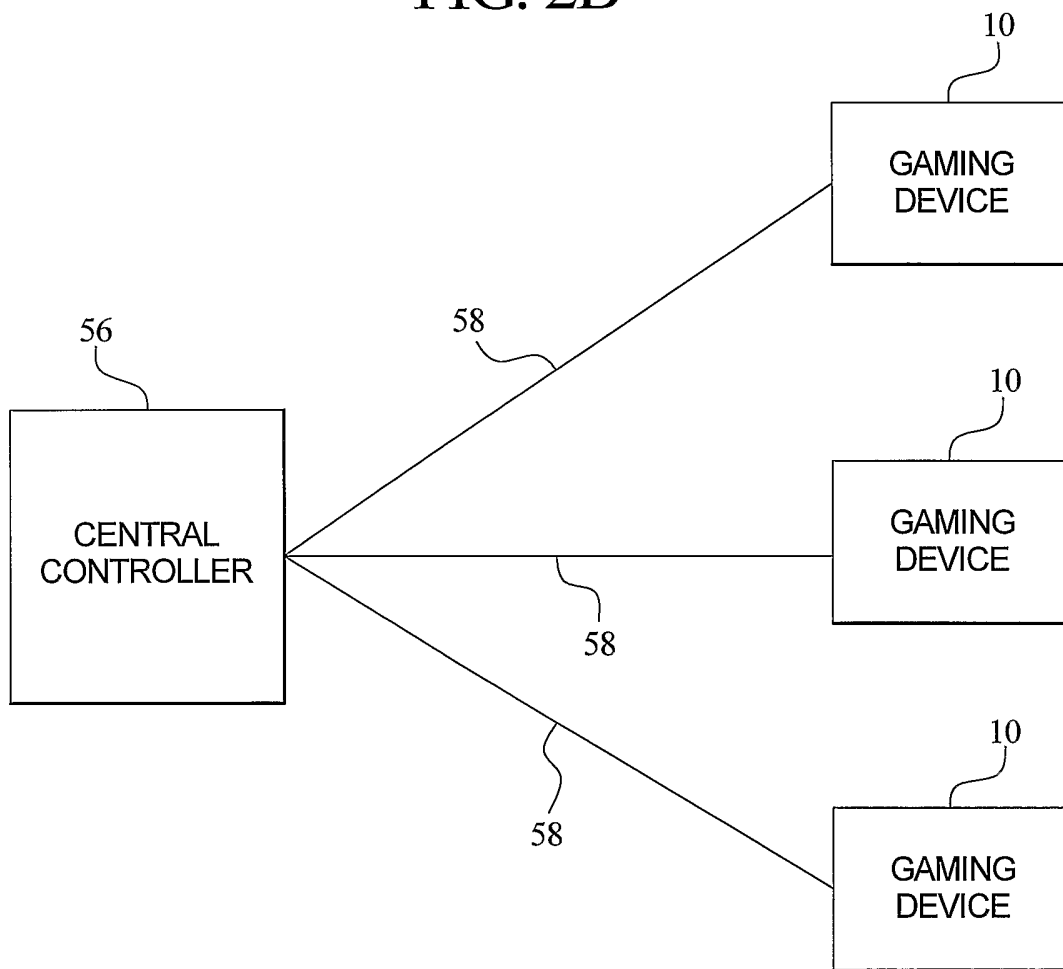 FIG. 2B
10
GAMING
DEVICE
58
56
10
CENTRAL
CONTROLLER
GAMING
DEVICE
58
10
58
GAMING
DEVICE